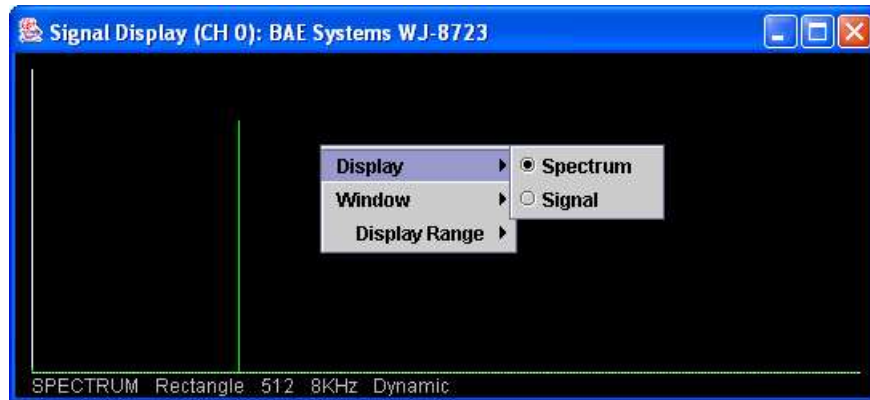 Signal Display (CH 0): BAE Systems WJ-8723
Display
Spectrum
Window
Signal
Display Range
SPECTRUM Rectangle 512 8KHz Dynamic